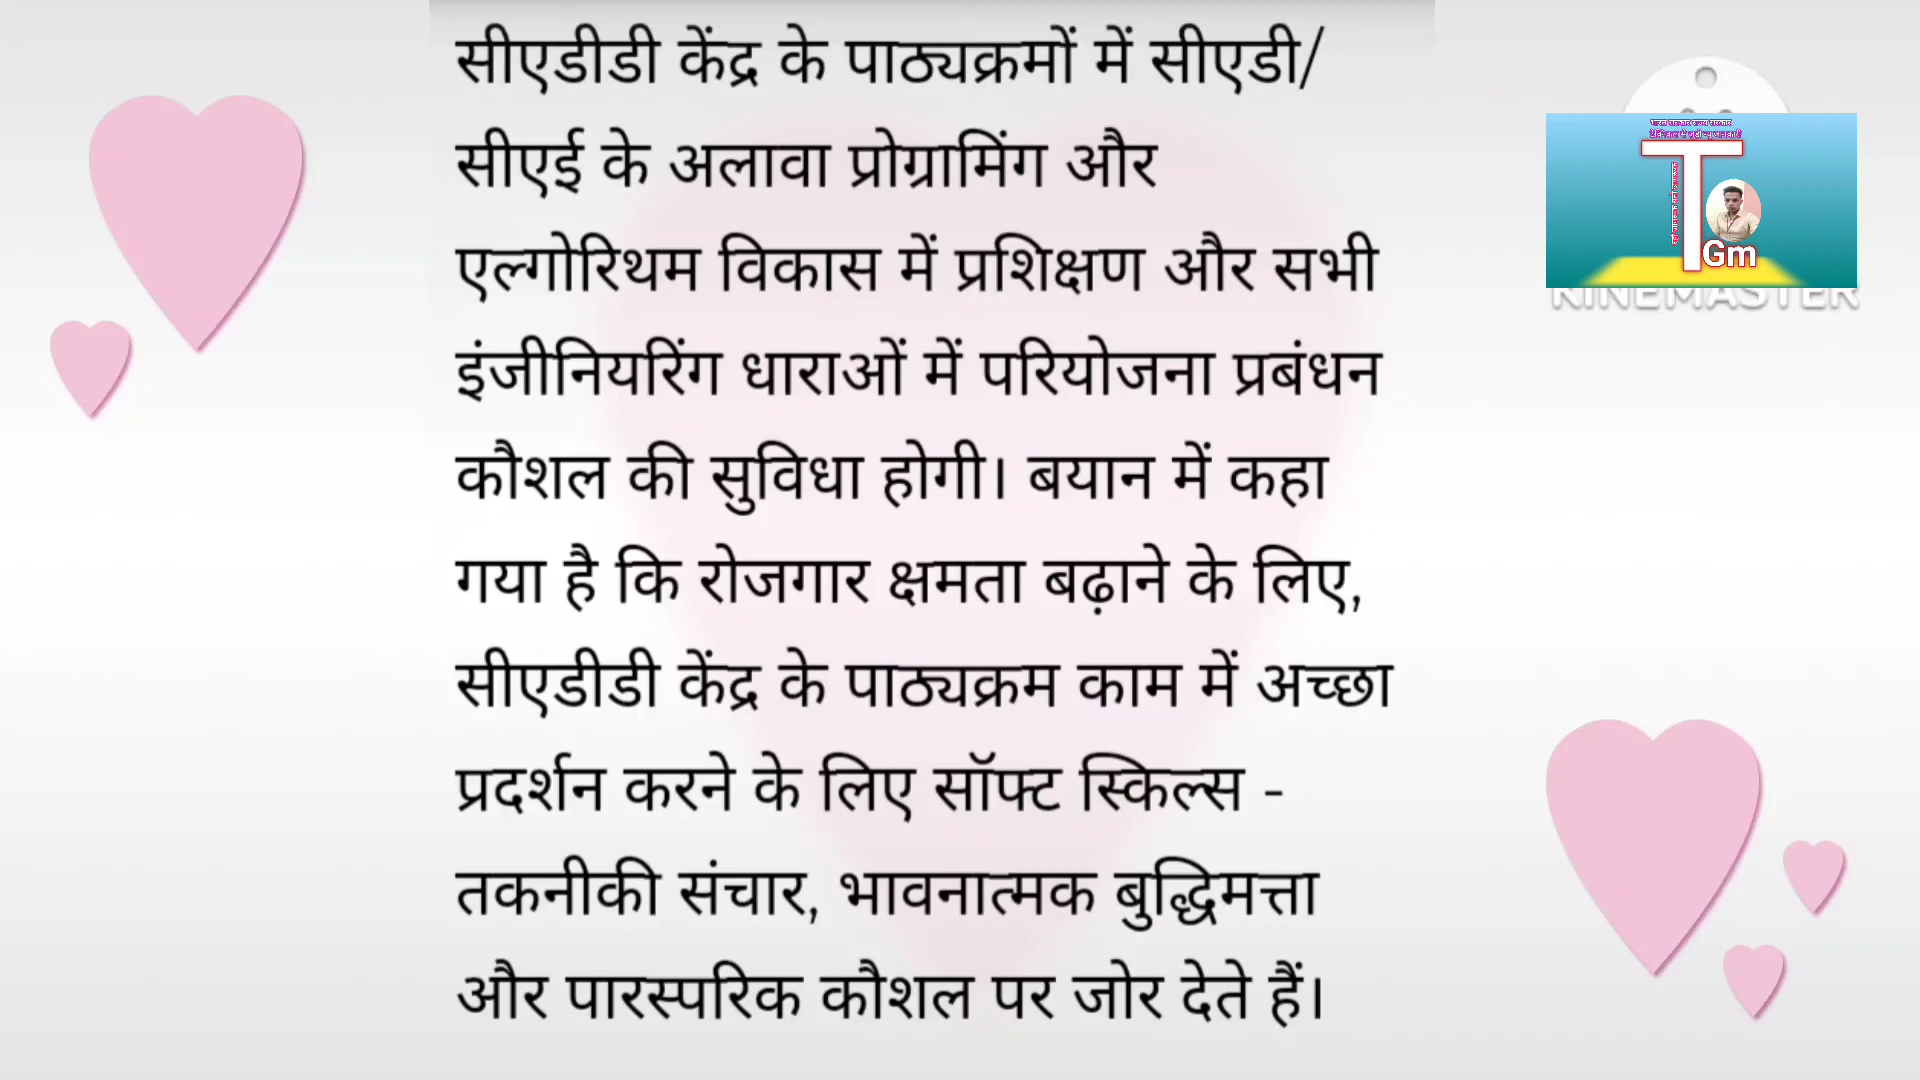 सीएडीडी केंद्र के पाठ्यक्रमों में सीएडी/
सीएई के अलावा प्रोग्रामिंग और
एल्गोरिथम विकास में प्रशिक्षण और सभी
इंजीनियरिंग धाराओं में परियोजना प्रबंधन
कौशल की सुविधा होगी। बयान में कहा
गया है कि रोजगार क्षमता बढ़ाने के लिए,
सीएडीडी केंद्र के पाठ्यक्रम काम में अच्छा
प्रदर्शन करने के लिए सॉफ्ट स्किल्स -
तकनीकी संचार, भावनात्मक बुद्धिमत्ता
और पारस्परिक कौशल पर जोर देते हैं।
T
Gm
KINEMASTER